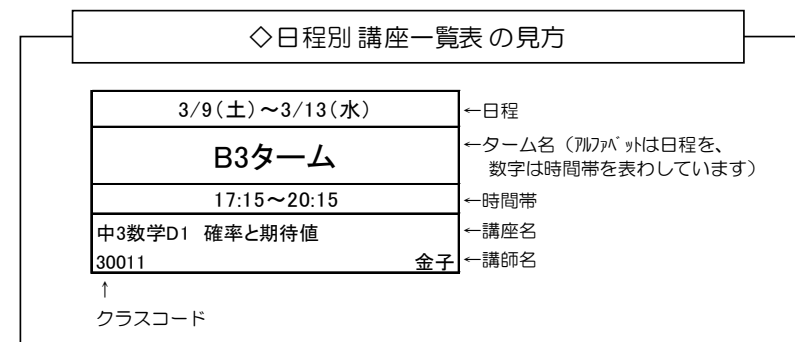 ◇日程別 講座一覧表 の見方
3/9(土)～3/13(水)
←日程
B3ターム
←ターム名（ｱﾙﾌｧﾍﾞｯﾄは日程を、
数字は時間帯を表わしています）
17:15～20:15
←時間帯
中3数学D1 確率と期待値
←講座名
30011 金子
←講師名
↑
クラスコード